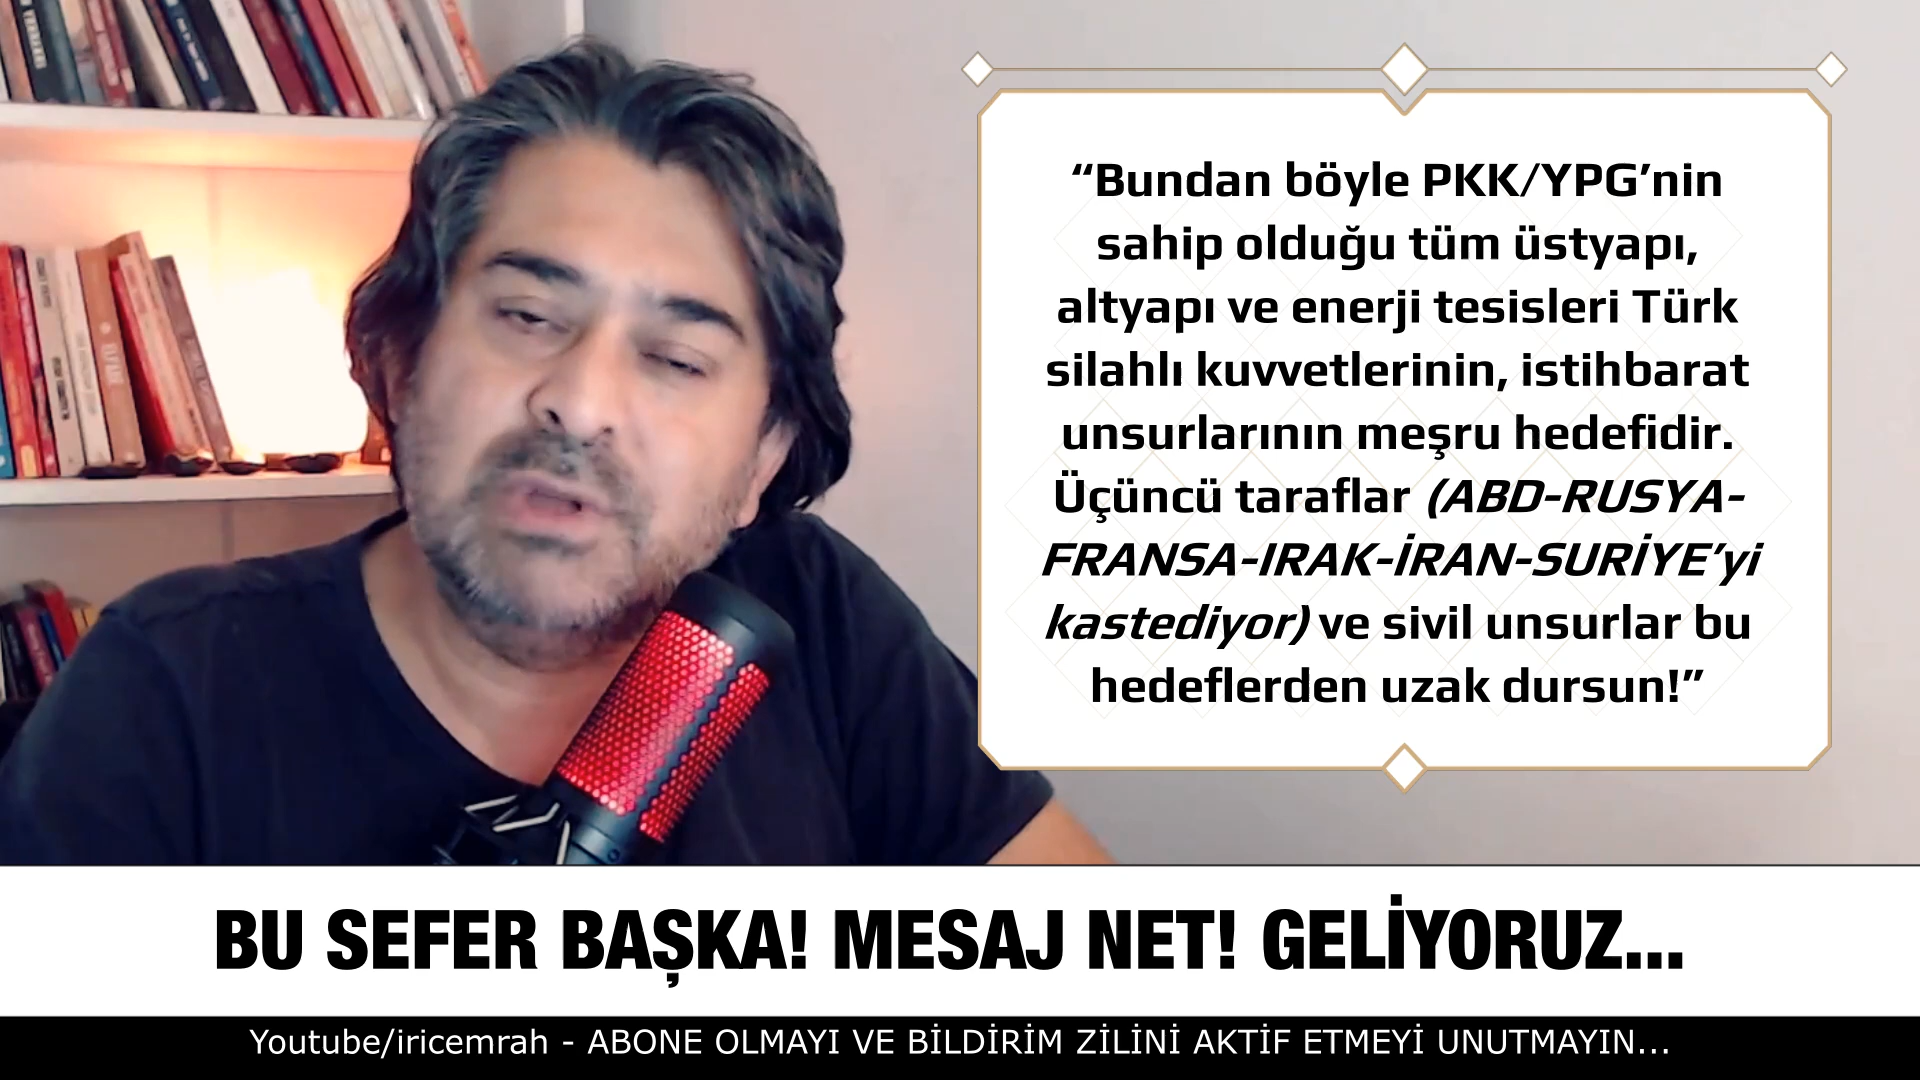 “Bundan böyle PKK/YPG’nin
sahip olduğu tüm üstyapı,
altyapı ve enerji tesisleri Türk
silahlı kuvvetlerinin, istihbarat
unsurlarının meşru hedefidir.
Üçüncü taraflar (ABD-RUSYA-
FRANSA-IRAK-İRAN-SURİYE’yi
kastediyor) ve sivil unsurlar bu
hedeflerden uzak dursun!”
BU SEFER BAŞKA! MESAJ NET! GELİYORUZ...
Youtube/iricemrah - ABONE OLMAYI VE BİLDİRİM ZİLİNİ AKTİF ETMEYİ UNUTMAYIN...